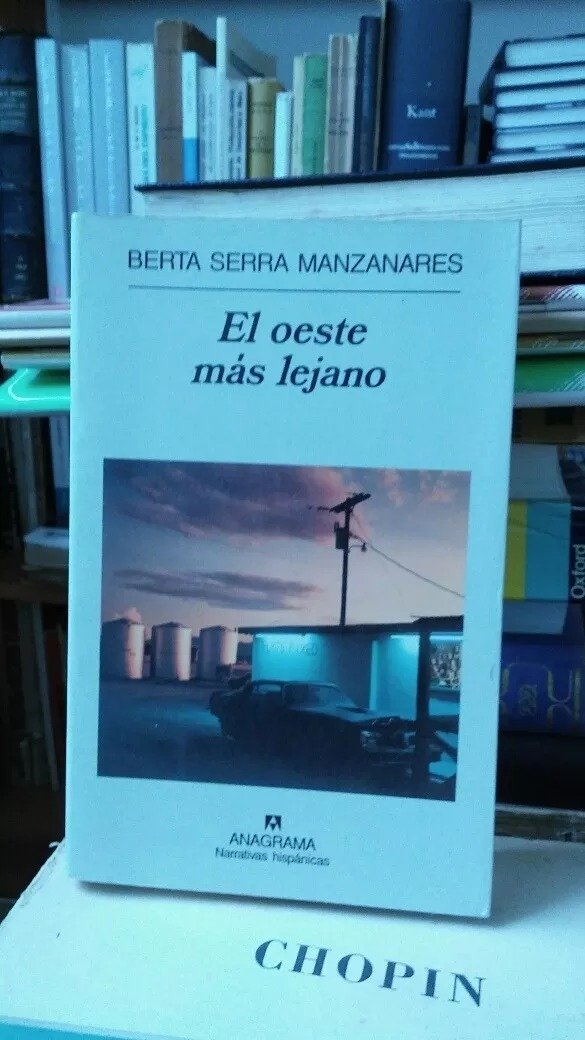 Kant
BERTA SERRA MANZANARES
El oeste
más lejano
Oxford
ANAGRAMA
Narrativas hispánicas
CHOPIN